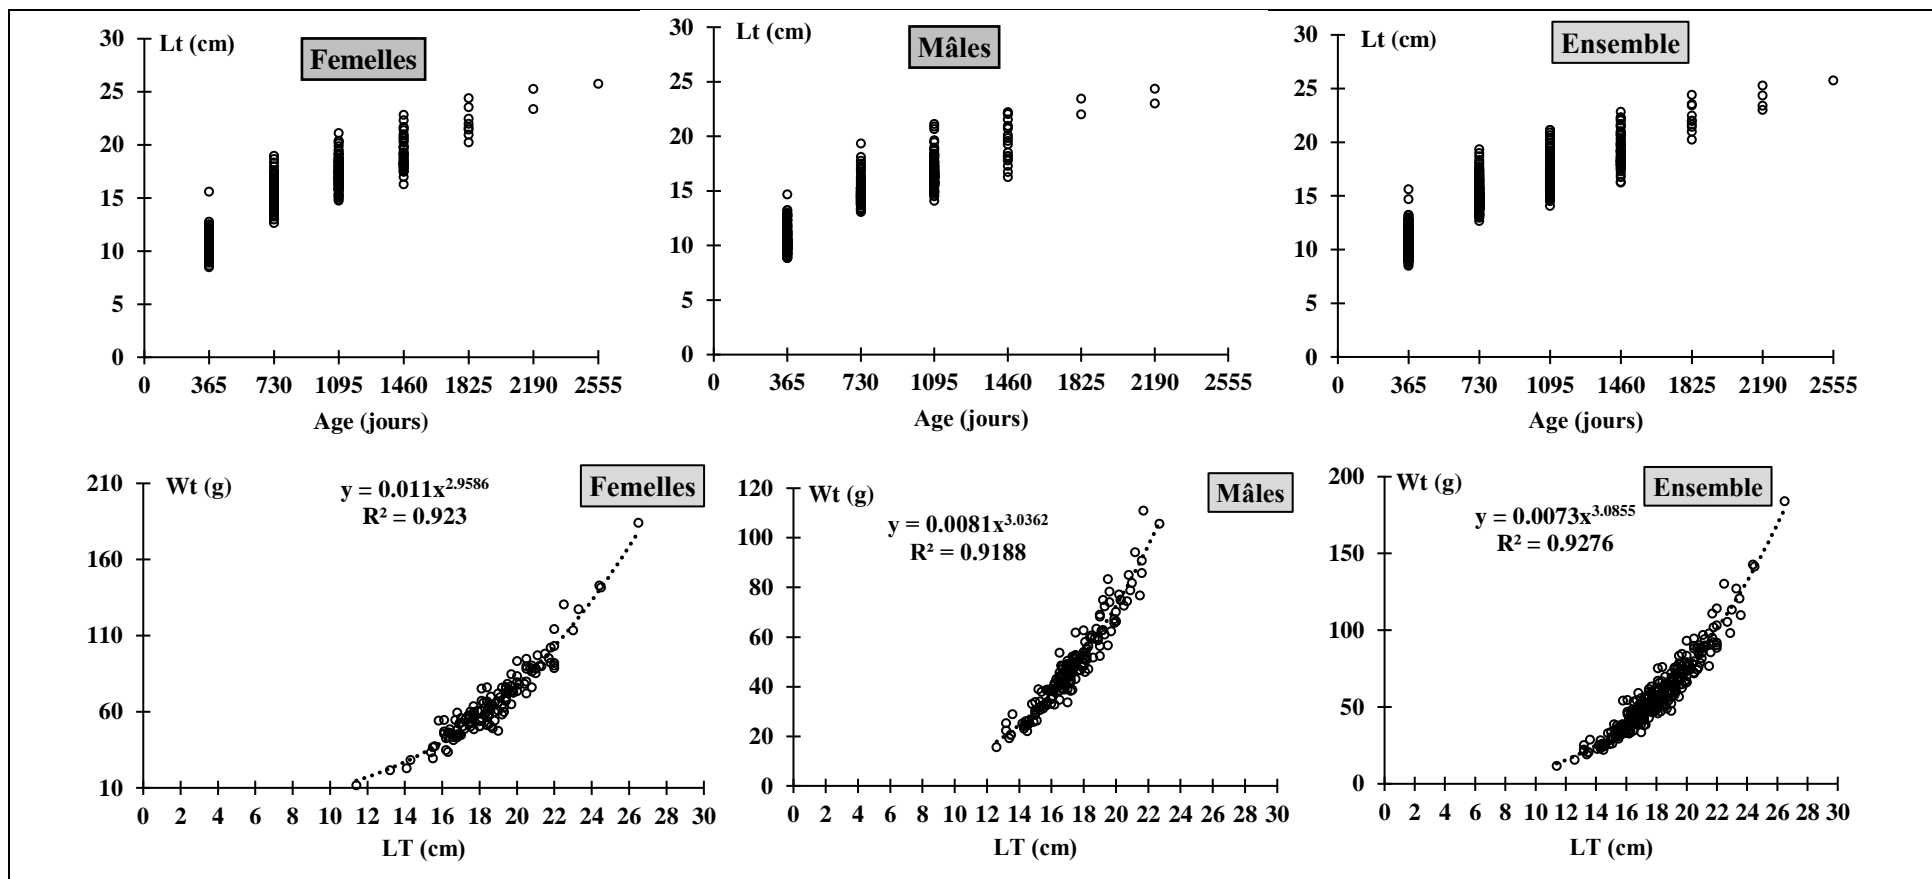 Lt (cm)
Femelles
30
25
20
15
10
5
0
0 365 730 1095 1460 1825 2190 2555
Age (jours)
Lt (cm)
Mâles
30
25
20
15
10
5
0
0 365 730 1095 1460 1825 2190 2555
Age (jours)
Lt (cm)
Ensemble
30
25
20
15
10
5
0
0 365 730 1095 1460 1825 2190 2555
Age (jours)
Wt (g)
Femelles
y = 0.011x^2.9586
R² = 0.923
210
160
110
60
10
0 2 4 6 8 10 12 14 16 18 20 22 24 26 28 30
LT (cm)
Wt (g)
Mâles
y = 0.0081x^3.0362
R² = 0.9188
120
100
80
60
40
20
0
0 2 4 6 8 10 12 14 16 18 20 22 24 26 28 30
LT (cm)
Wt (g)
Ensemble
y = 0.0073x^3.0855
R² = 0.9276
200
150
100
50
0
0 2 4 6 8 10 12 14 16 18 20 22 24 26 28 30
LT (cm)